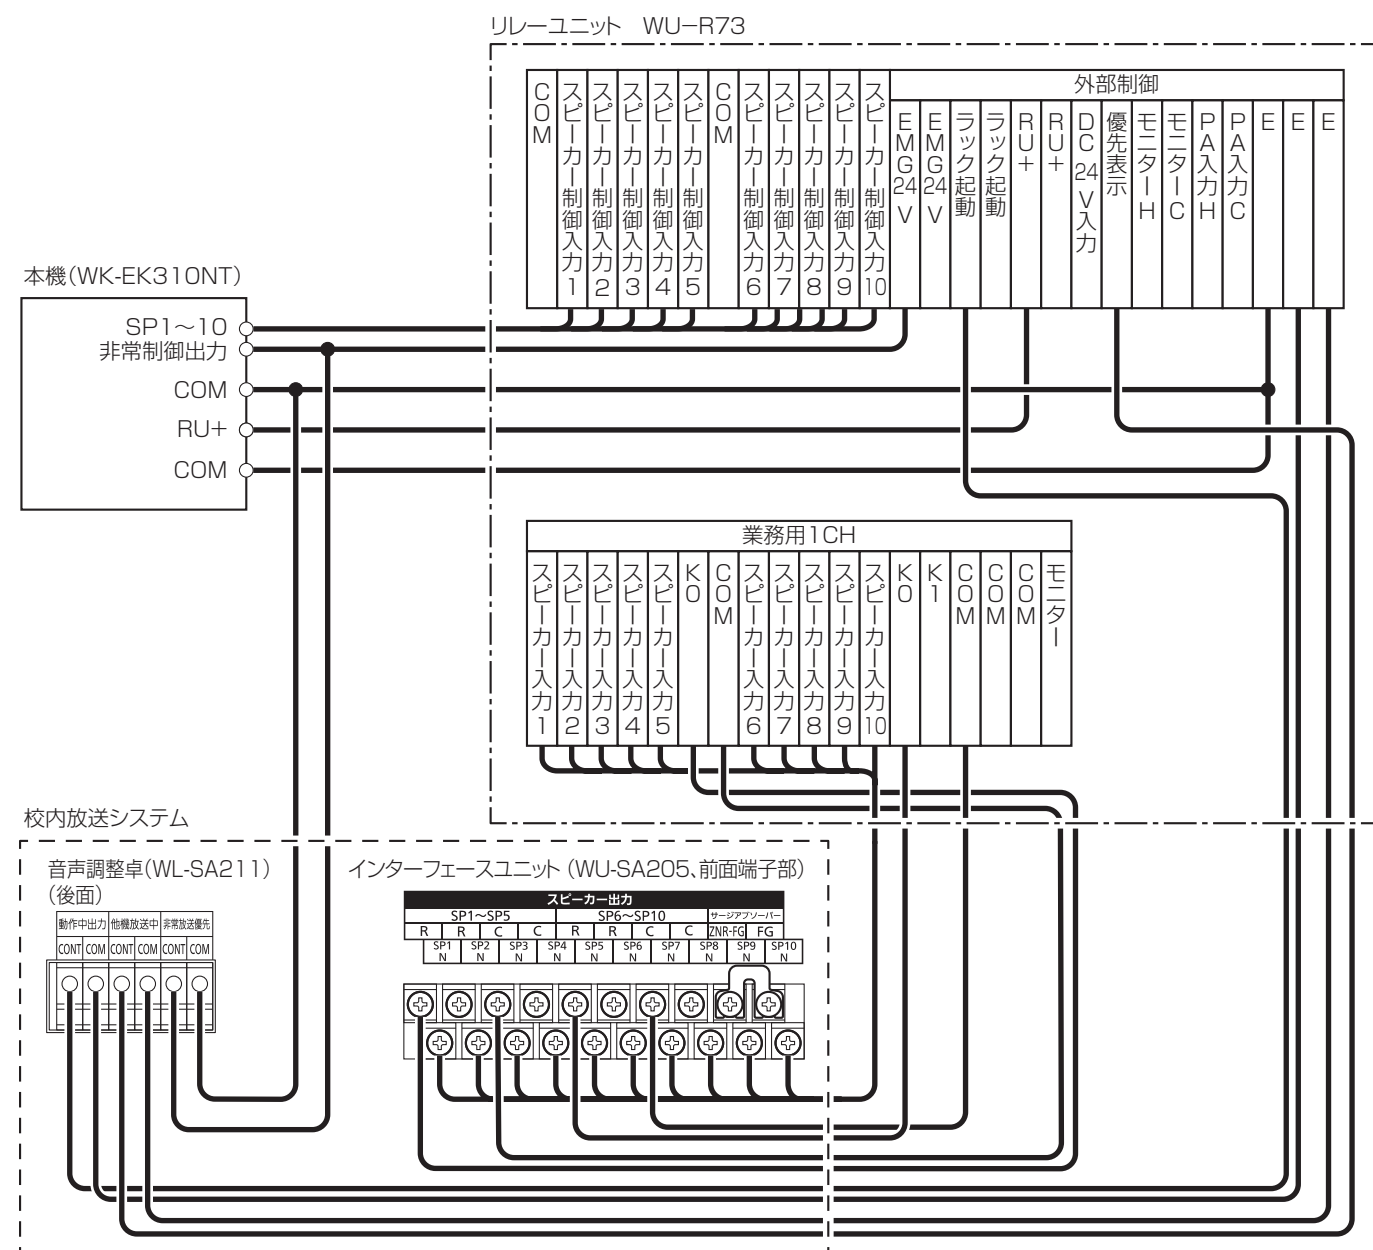 リレーユニット　WU−R73
外部制御
COM
スピーカー制御入力1
スピーカー制御入力2
スピーカー制御入力3
スピーカー制御入力4
スピーカー制御入力5
COM
スピーカー制御入力6
スピーカー制御入力7
スピーカー制御入力8
スピーカー制御入力9
スピーカー制御入力10
EMG24V
EMG24V
ラック起動
ラック起動
RU+
RU+
DC24V入力
優先表示
モニターH
モニターC
PA入力H
PA入力C
E
E
E
本機(WK-EK310NT)
SP1～10
非常制御出力
COM
RU+
COM
業務用1CH
スピーカー入力1
スピーカー入力2
スピーカー入力3
スピーカー入力4
スピーカー入力5
K0
COM
スピーカー入力6
スピーカー入力7
スピーカー入力8
スピーカー入力9
スピーカー入力10
K0
K1
COM
COM
COM
モニター
校内放送システム
音声調整卓(WL-SA211)
(後面)
動作中出力 他機放送中 非常放送優先
CONT COM CONT COM CONT COM
インターフェースユニット(WU-SA205、前面端子部)
スピーカー出力
SP1～SP5 SP6～SP10 サージアブソーバー
R R C C R R C C ZNR-FG FG
SP1 SP2 SP3 SP4 SP5 SP6 SP7 SP8 SP9 SP10
N N N N N N N N N N